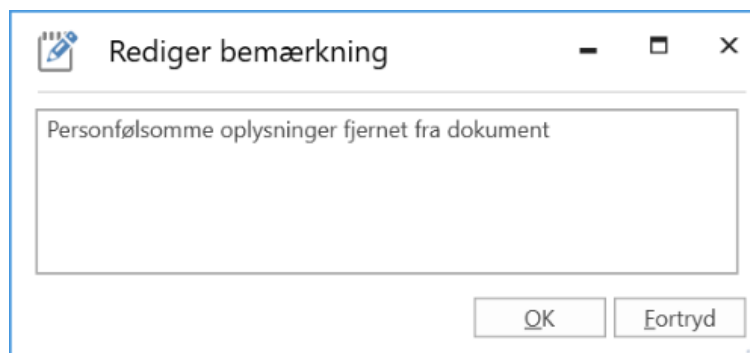 Rediger bemærkning
Personfølsomme oplysninger fjernet fra dokument
OK
Fortryd